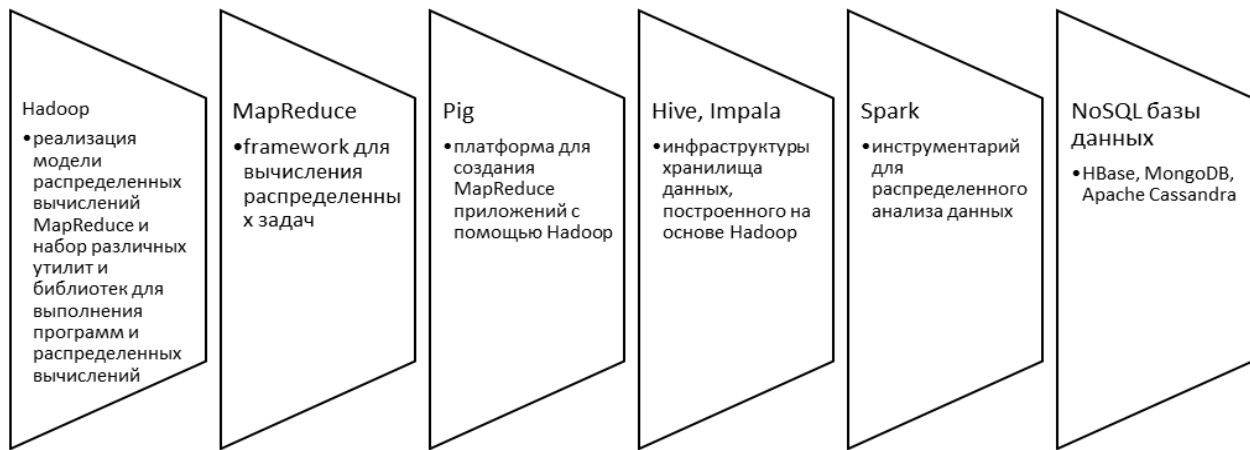 Hadoop
•реализация
модели
распределенных
вычислений
MapReduce и
набор различных
утилит и
библиотек для
выполнения
программ и
распределенных
вычислений
MapReduce
•framework для
вычисления
распределенны
х задач
Pig
•платформа для
создания
MapReduce
приложений с
помощью Hadoop
Hive, Impala
•инфраструктуры
хранилища
данных,
построенного на
основе Hadoop
Spark
•инструментарий
для
распределенного
анализа данных
NoSQL базы
данных
•HBase, MongoDB,
Apache Cassandra